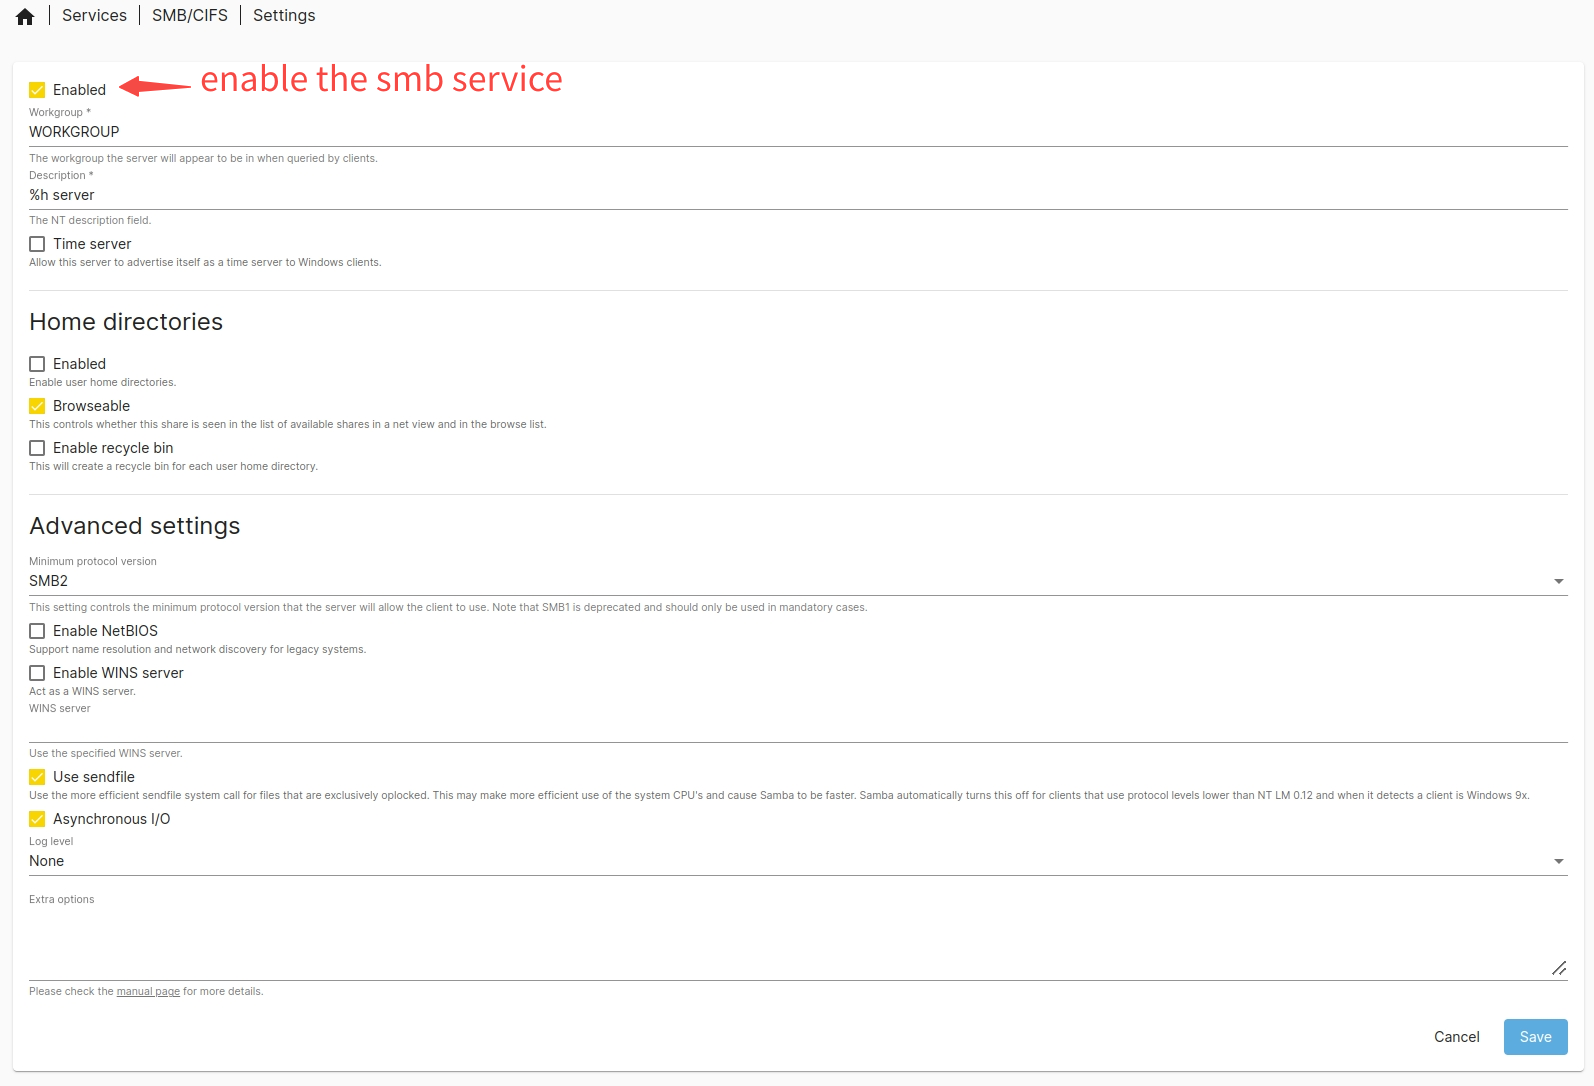 Services | SMB/CIFS | Settings
Enabled
enable the smb service
Workgroup *
WORKGROUP
The workgroup the server will appear to be in when queried by clients.
Description *
%h server
The NT description field.
Time server
Allow this server to advertise itself as a time server to Windows clients.
Home directories
Enabled
Enable user home directories.
Browseable
This controls whether this share is seen in the list of available shares in a net view and in the browse list.
Enable recycle bin
This will create a recycle bin for each user home directory.
Advanced settings
Minimum protocol version
SMB2
This setting controls the minimum protocol version that the server will allow the client to use. Note that SMB1 is deprecated and should only be used in mandatory cases.
Enable NetBIOS
Support name resolution and network discovery for legacy systems.
Enable WINS server
Act as a WINS server.
WINS server
Use the specified WINS server.
Use sendfile
Use the more efficient sendfile system call for files that are exclusively oplocked. This may make more efficient use of the system CPU's and cause Samba to be faster. Samba automatically turns this off for clients that use protocol levels lower than NT LM 0.12 and when it detects a client is Windows 9x.
Asynchronous I/O
Log level
None
Extra options
Please check the manual page for more details.
Cancel
Save